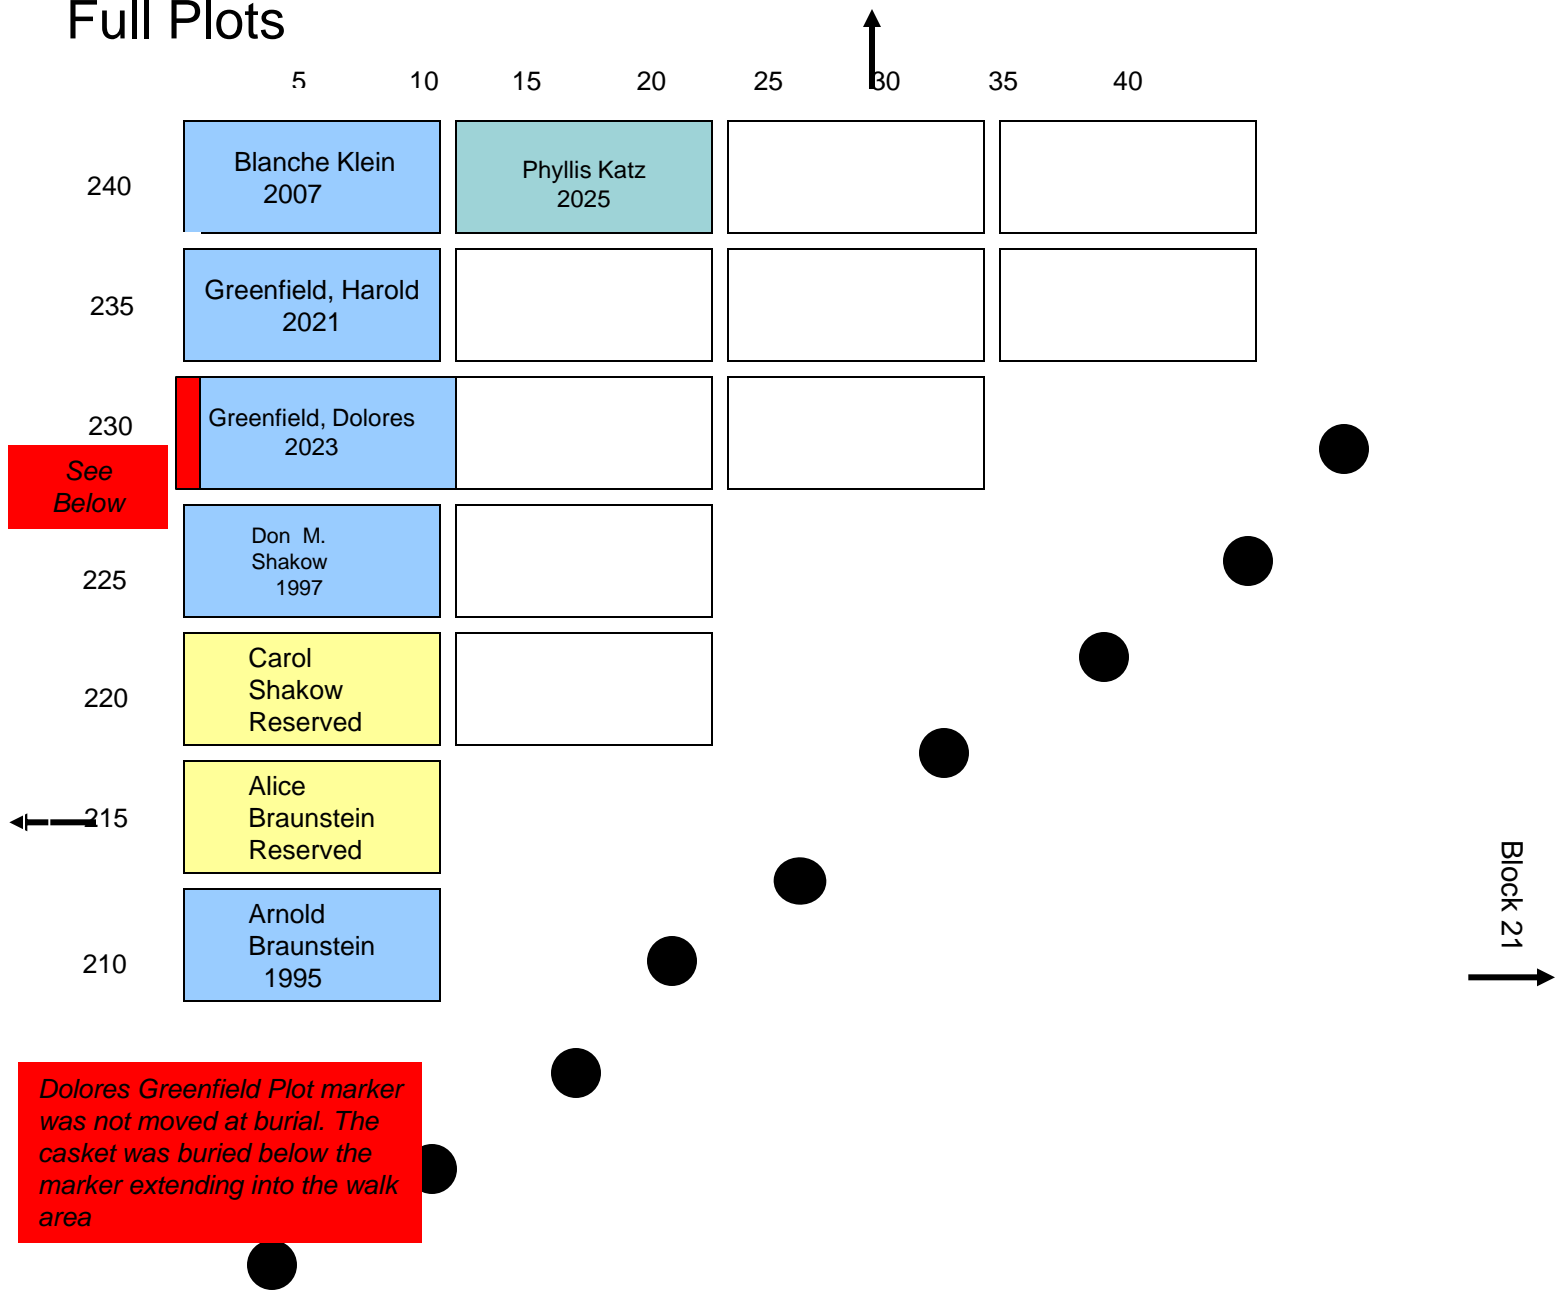 Full Plots
5 10 15 20 25 30 35 40
240
Blanche Klein
2007
Phyllis Katz
2025
235
Greenfield, Harold
2021
230
Greenfield, Dolores
2023
See
Below
225
Don M.
Shakow
1997
220
Carol
Shakow
Reserved
215
Alice
Braunstein
Reserved
210
Arnold
Braunstein
1995
Block 21
Dolores Greenfield Plot marker
was not moved at burial. The
casket was buried below the
marker extending into the walk
area